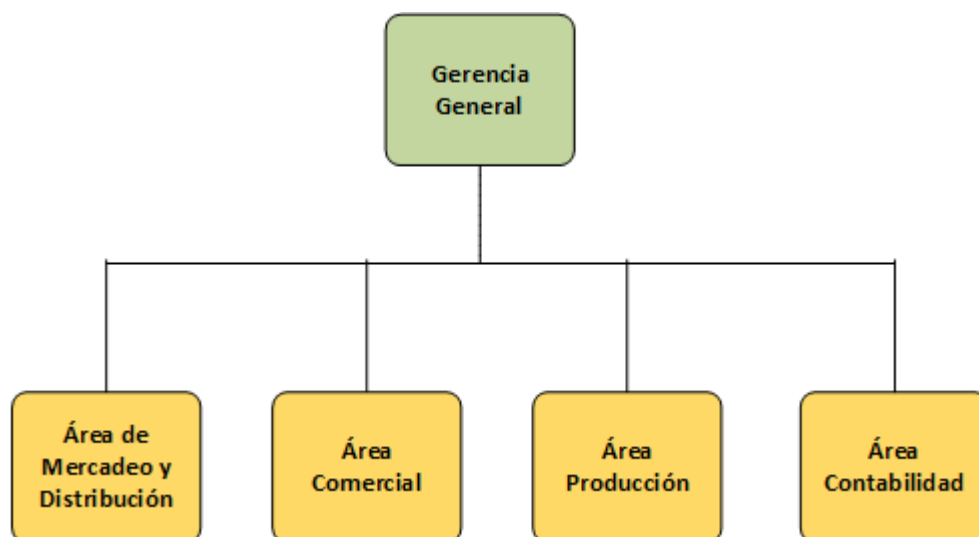 Gerencia
General
Área de
Mercadeo y
Distribución
Área
Comercial
Área
Producción
Área
Contabilidad